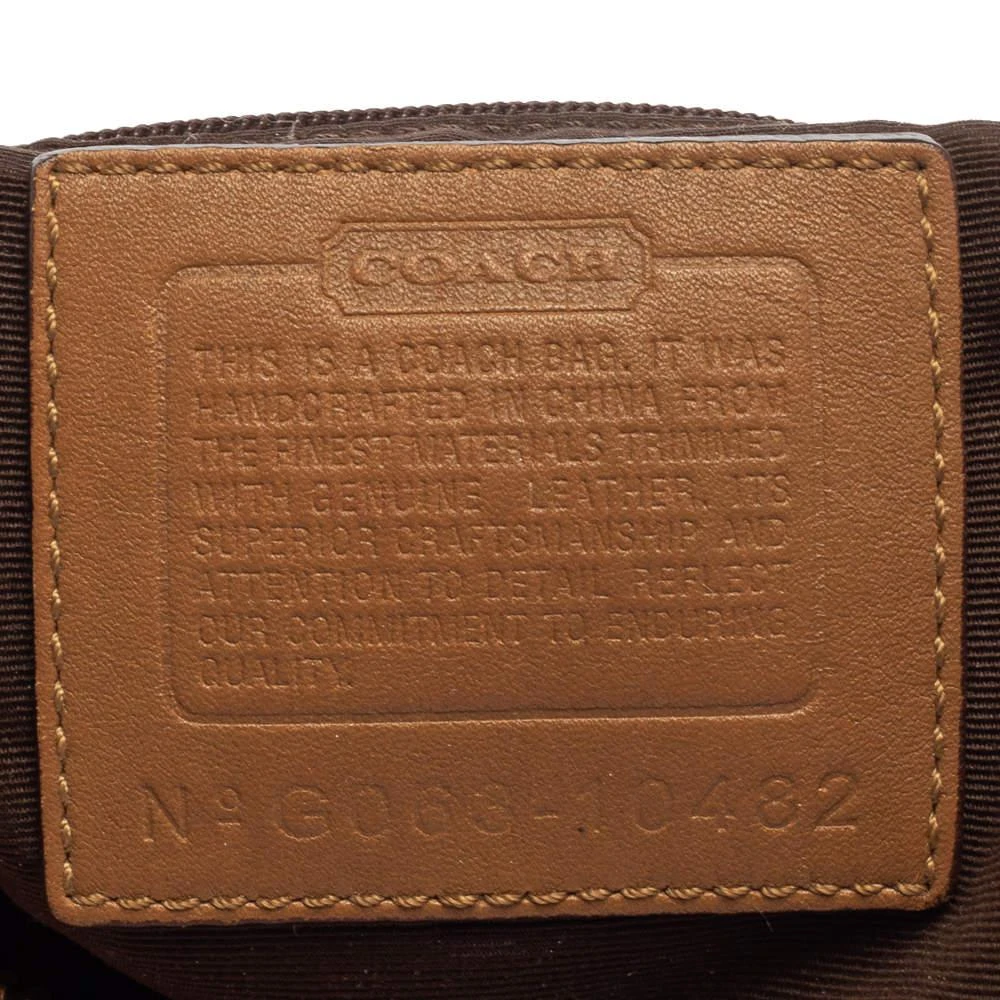 COACH
THIS IS A COACH BAG. IT WAS
HANDCRAFTED IN CHINA FROM
THE FINEST MATERIALS TRIMMED
WITH GENUINE LEATHER. ITS
SUPERIOR CRAFTSMANSHIP AND
ATTENTION TO DETAIL REFLECT
OUR COMMITMENT TO ENDURING
QUALITY.
Nº G068-10482